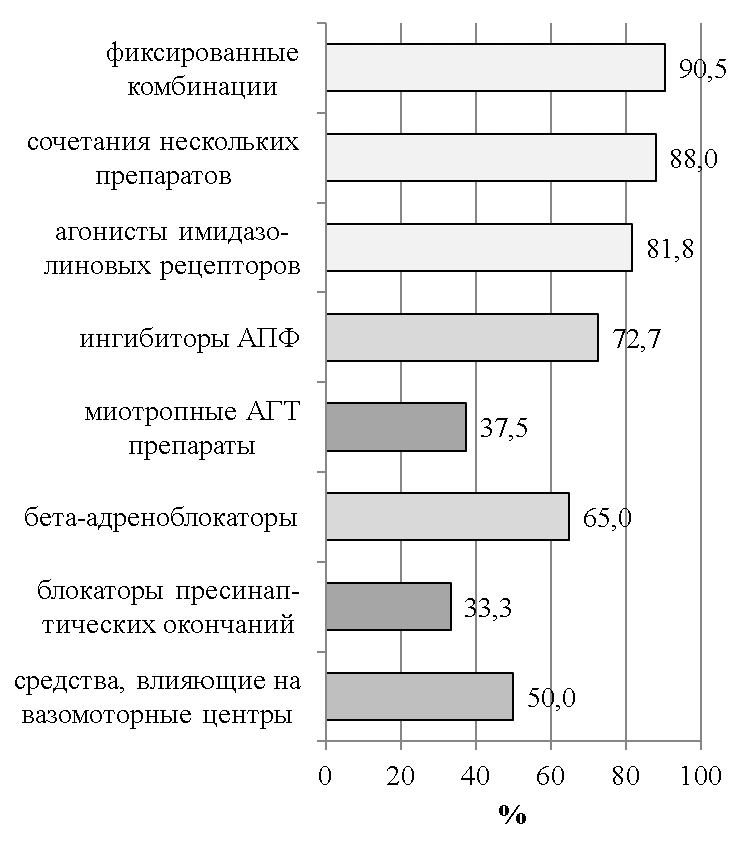 фиксированные
комбинации
90,5
сочетания нескольких
препаратов
88,0
агонисты имидазо-
линовых рецепторов
81,8
ингибиторы АПФ
72,7
миотропные АГТ
препараты
37,5
бета-адреноблокаторы
65,0
блокаторы пресинап-
тических окончаний
33,3
средства, влияющие на
вазомоторные центры
50,0
0 20 40 60 80 100
%